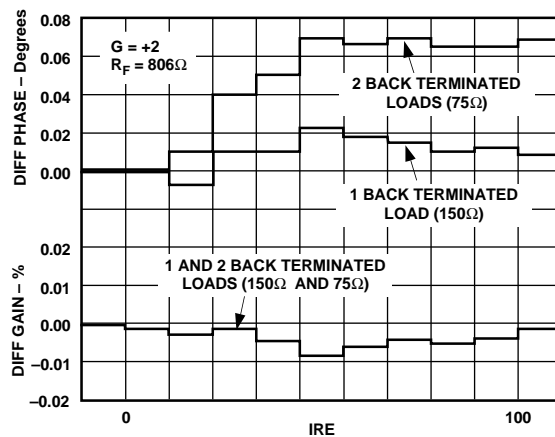 DIFF PHASE – Degrees
0.08
0.06
0.04
0.02
0.00
G = +2
RF = 806Ω
2 BACK TERMINATED
LOADS (75Ω)
1 BACK TERMINATED
LOAD (150Ω)
DIFF GAIN – %
0.02
0.01
0.00
–0.01
–0.02
1 AND 2 BACK TERMINATED
LOADS (150Ω AND 75Ω)
0
100
IRE